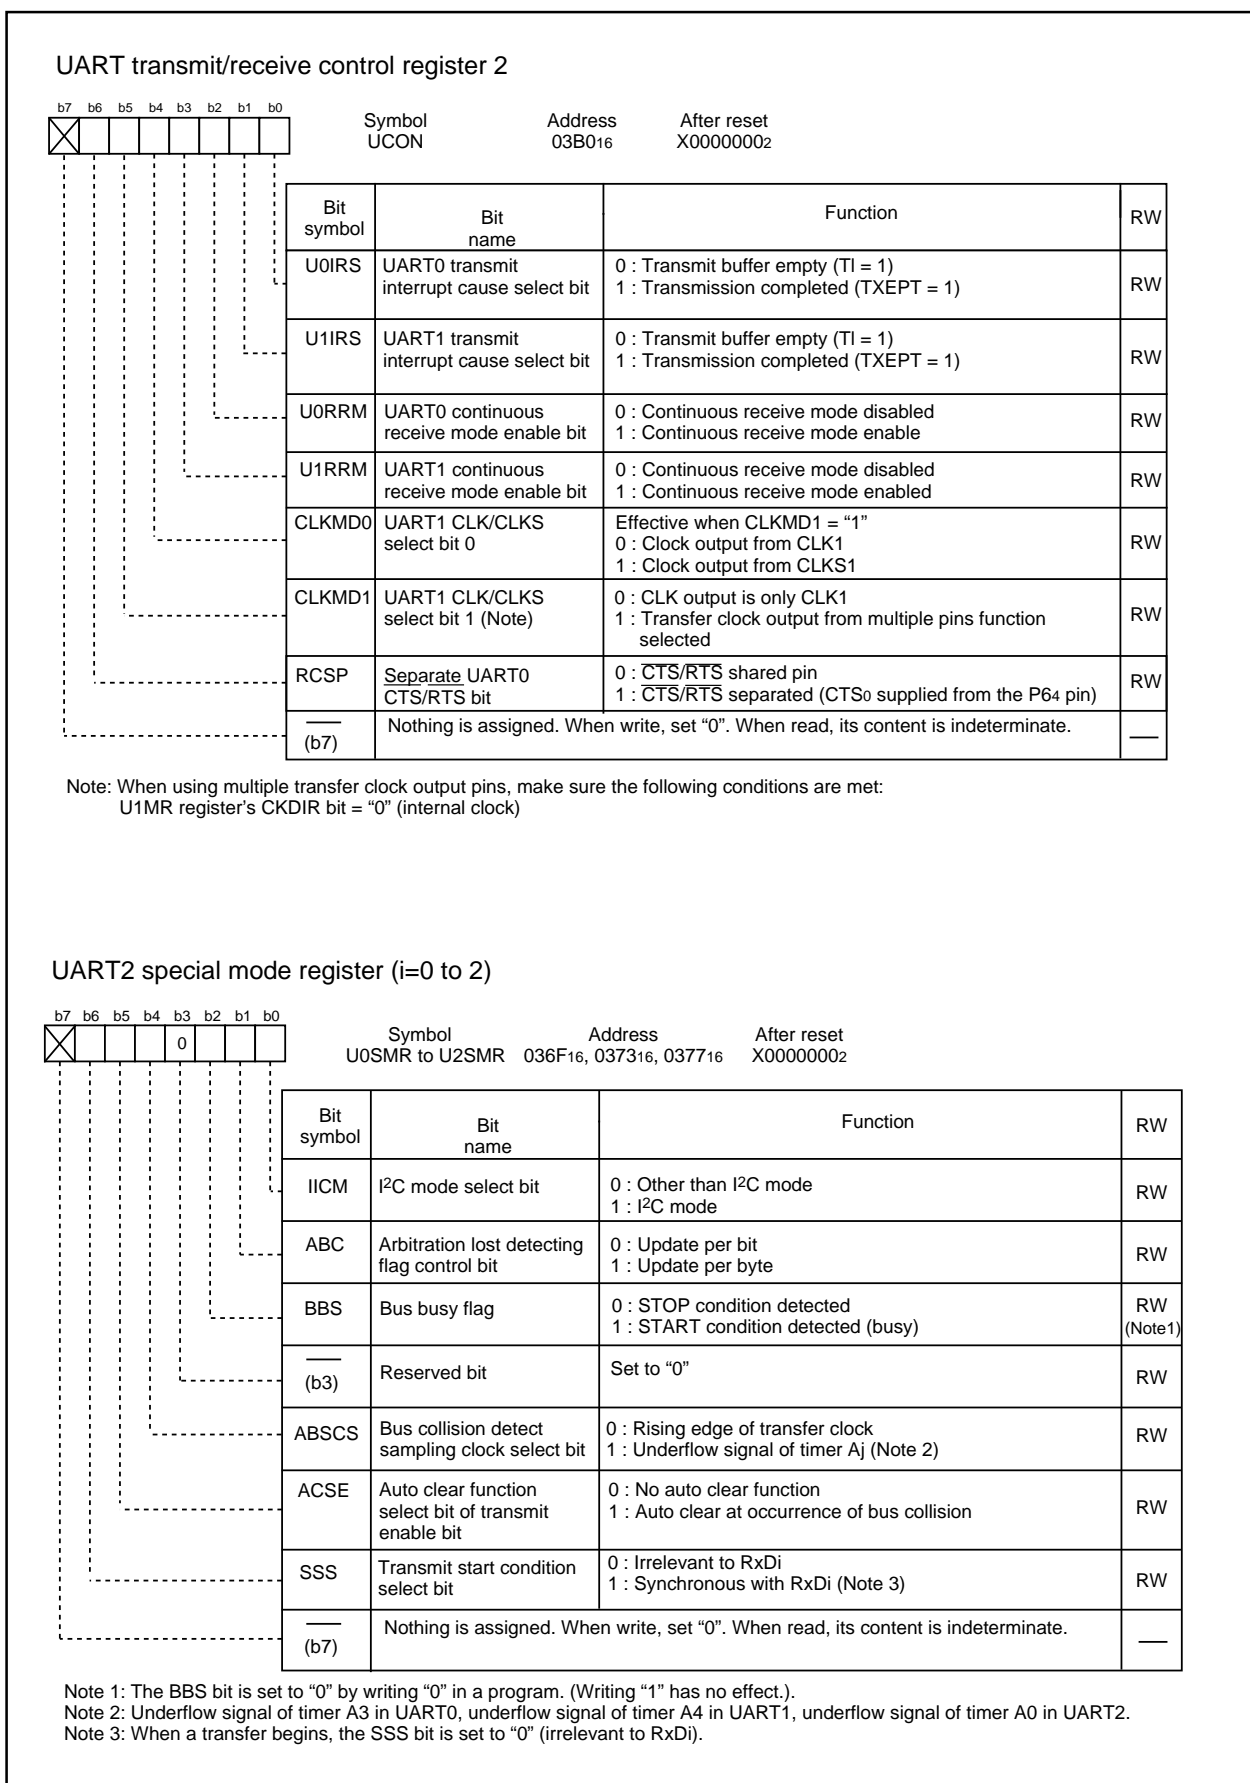 UART transmit/receive control register 2
b7 b6 b5 b4 b3 b2 b1 b0
Symbol Address After reset
UCON 03B016 X00000002
Bit symbol Bit name Function RW
U0IRS UART0 transmit interrupt cause select bit 0 : Transmit buffer empty (Tl = 1)
1 : Transmission completed (TXEPT = 1) RW
U1IRS UART1 transmit interrupt cause select bit 0 : Transmit buffer empty (Tl = 1)
1 : Transmission completed (TXEPT = 1) RW
U0RRM UART0 continuous receive mode enable bit 0 : Continuous receive mode disabled
1 : Continuous receive mode enable RW
U1RRM UART1 continuous receive mode enable bit 0 : Continuous receive mode disabled
1 : Continuous receive mode enabled RW
CLKMD0 UART1 CLK/CLKS select bit 0 Effective when CLKMD1 = “1”
0 : Clock output from CLK1
1 : Clock output from CLKS1 RW
CLKMD1 UART1 CLK/CLKS select bit 1 (Note) 0 : CLK output is only CLK1
1 : Transfer clock output from multiple pins function
selected RW
RCSP Separate UART0 CTS/RTS bit 0 : CTS/RTS shared pin
1 : CTS/RTS separated (CTS0 supplied from the P64 pin) RW
(b7) Nothing is assigned. When write, set “0”. When read, its content is indeterminate.
Note: When using multiple transfer clock output pins, make sure the following conditions are met:
U1MR register’s CKDIR bit = “0” (internal clock)
UART2 special mode register (i=0 to 2)
b7 b6 b5 b4 b3 b2 b1 b0
0
Symbol Address After reset
U0SMR to U2SMR 036F16, 037316, 037716 X00000002
Bit symbol Bit name Function RW
IICM I2C mode select bit 0 : Other than I2C mode
1 : I2C mode RW
ABC Arbitration lost detecting flag control bit 0 : Update per bit
1 : Update per byte RW
BBS Bus busy flag 0 : STOP condition detected
1 : START condition detected (busy) RW (Note1)
(b3) Reserved bit Set to “0” RW
ABSCS Bus collision detect sampling clock select bit 0 : Rising edge of transfer clock
1 : Underflow signal of timer Aj (Note 2) RW
ACSE Auto clear function select bit of transmit enable bit 0 : No auto clear function
1 : Auto clear at occurrence of bus collision RW
SSS Transmit start condition select bit 0 : Irrelevant to RxDi
1 : Synchronous with RxDi (Note 3) RW
(b7) Nothing is assigned. When write, set “0”. When read, its content is indeterminate.
Note 1: The BBS bit is set to “0” by writing “0” in a program. (Writing “1” has no effect.).
Note 2: Underflow signal of timer A3 in UART0, underflow signal of timer A4 in UART1, underflow signal of timer A0 in UART2.
Note 3: When a transfer begins, the SSS bit is set to “0” (irrelevant to RxDi).